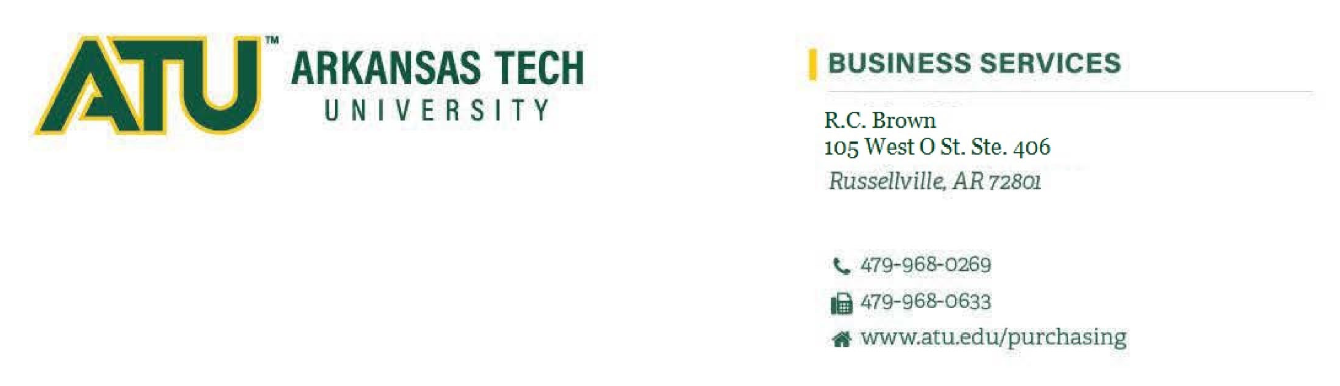 ATU™ ARKANSAS TECH
UNIVERSITY
BUSINESS SERVICES
R.C. Brown
105 West O St. Ste. 406
Russellville, AR 72801
479-968-0269
479-968-0633
www.atu.edu/purchasing